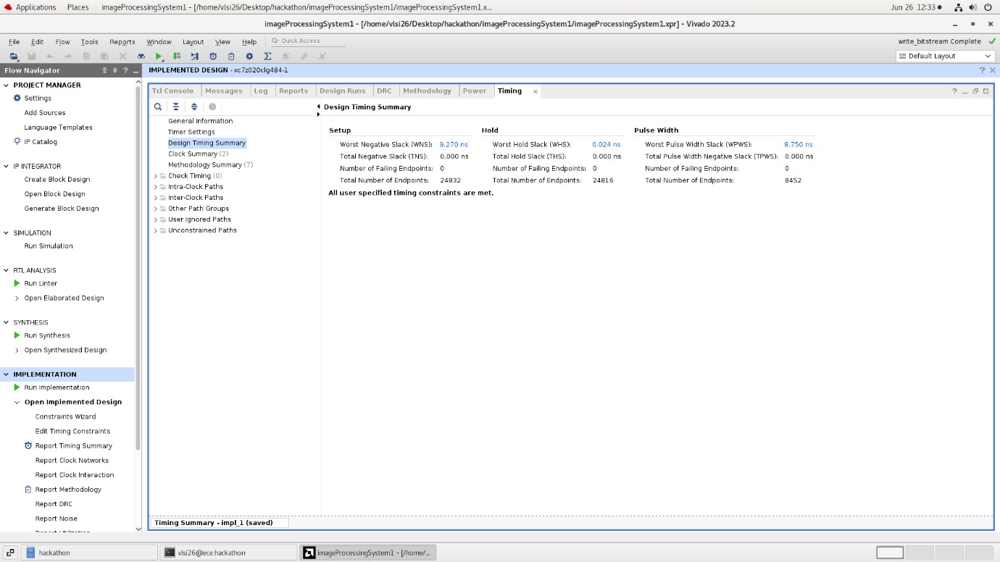 Applications Places imageProcessingSystem1 - [/home/vlsi26/Desktop/hackathon/imageProcessingSystem1/imageProcessingSystem1.x... Jun 26 12:33
imageProcessingSystem1 - [/home/vlsi26/Desktop/hackathon/imageProcessingSystem1/imageProcessingSystem1.xpr] - Vivado 2023.2
File Edit Flow Tools Reports Window Layout View Help Quick Access write_bitstream Complete
Default Layout
Flow Navigator
IMPLEMENTED DESIGN - xc7z020clg484-1
PROJECT MANAGER
Settings
Add Sources
Language Templates
IP Catalog
IP INTEGRATOR
Create Block Design
Open Block Design
Generate Block Design
SIMULATION
Run Simulation
RTL ANALYSIS
Run Linter
Open Elaborated Design
SYNTHESIS
Run Synthesis
Open Synthesized Design
IMPLEMENTATION
Run Implementation
Open Implemented Design
Constraints Wizard
Edit Timing Constraints
Report Timing Summary
Report Clock Networks
Report Clock Interaction
Report Methodology
Report DRC
Report Noise
Tcl Console Messages Log Reports Design Runs DRC Methodology Power Timing
General Information
Timer Settings
Design Timing Summary
Clock Summary (2)
Methodology Summary (7)
Check Timing (0)
Intra-Clock Paths
Inter-Clock Paths
Other Path Groups
User Ignored Paths
Unconstrained Paths
Design Timing Summary
Setup Hold Pulse Width
Worst Negative Slack (WNS): 9.270 ns Worst Hold Slack (WHS): 0.024 ns Worst Pulse Width Slack (WPWS): 8.750 ns
Total Negative Slack (TNS): 0.000 ns Total Hold Slack (THS): 0.000 ns Total Pulse Width Negative Slack (TPWS): 0.000 ns
Number of Failing Endpoints: 0 Number of Failing Endpoints: 0 Number of Failing Endpoints: 0
Total Number of Endpoints: 24832 Total Number of Endpoints: 24816 Total Number of Endpoints: 8452
All user specified timing constraints are met.
Timing Summary - impl_1 (saved)
hackathon vlsi26@ece:hackathon imageProcessingSystem1 - [/home/...